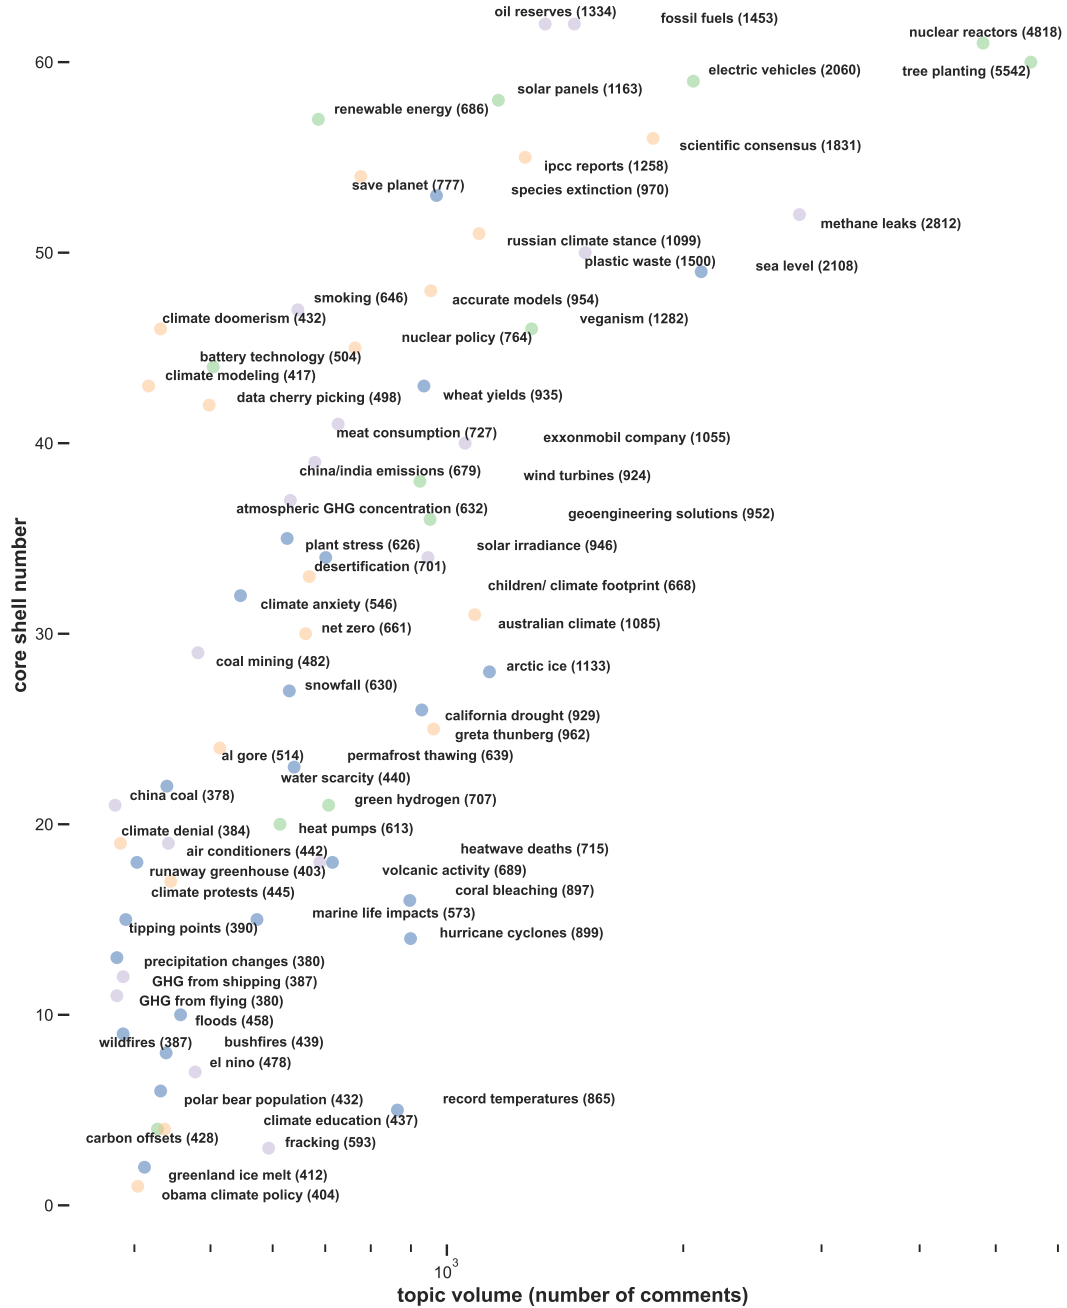 oil reserves (1334)
fossil fuels (1453)
nuclear reactors (4818)
60
electric vehicles (2060)
tree planting (5542)
solar panels (1163)
renewable energy (686)
scientific consensus (1831)
ipcc reports (1258)
save planet (777)
species extinction (970)
methane leaks (2812)
russian climate stance (1099)
50
plastic waste (1500)
sea level (2108)
smoking (646)
accurate models (954)
climate doomerism (432)
veganism (1282)
nuclear policy (764)
battery technology (504)
climate modeling (417)
data cherry picking (498)
wheat yields (935)
meat consumption (727)
exxonmobil company (1055)
40
china/india emissions (679)
wind turbines (924)
atmospheric GHG concentration (632)
geoengineering solutions (952)
plant stress (626)
solar irradiance (946)
desertification (701)
children/ climate footprint (668)
climate anxiety (546)
australian climate (1085)
net zero (661)
30
coal mining (482)
arctic ice (1133)
snowfall (630)
california drought (929)
greta thunberg (962)
al gore (514)
permafrost thawing (639)
water scarcity (440)
china coal (378)
green hydrogen (707)
20
climate denial (384)
heat pumps (613)
air conditioners (442)
heatwave deaths (715)
runaway greenhouse (403)
volcanic activity (689)
climate protests (445)
coral bleaching (897)
marine life impacts (573)
tipping points (390)
hurricane cyclones (899)
precipitation changes (380)
GHG from shipping (387)
GHG from flying (380)
10
floods (458)
wildfires (387)
bushfires (439)
el nino (478)
polar bear population (432)
record temperatures (865)
climate education (437)
carbon offsets (428)
fracking (593)
greenland ice melt (412)
obama climate policy (404)
0
core shell number
10³
topic volume (number of comments)